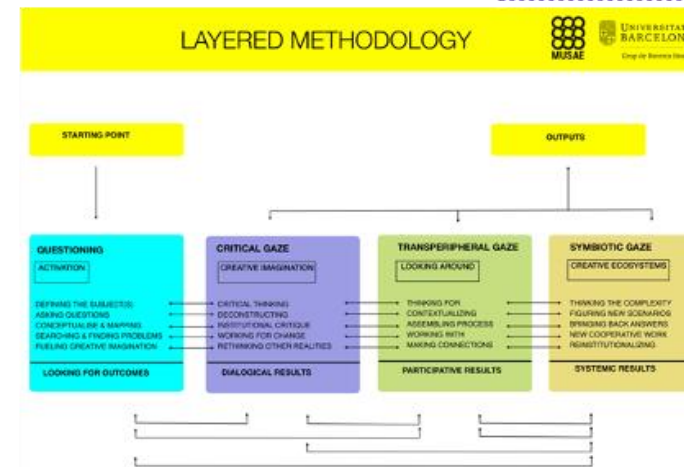 LAYERED METHODOLOGY
MUSAE
UNIVERSITAT
BARCELON
STARTING POINT
OUTPUTS
QUESTIONING
ACTIVATION
DEFINING THE SUBJECT(S)
ASKING QUESTIONS
CONCEPTUALISE & MAPPING
SEARCHING & FINDING PROBLEMS
FUELING CREATIVE IMAGINATION
LOOKING FOR OUTCOMES
CRITICAL GAZE
CREATIVE IMAGINATION
CRITICAL THINKING
DECONSTRUCTING
INSTITUTIONAL CRITIQUE
WORKING FOR CHANGE
RETHINKING OTHER REALITIES
DIALOGICAL RESULTS
TRANSPERIPHERAL GAZE
LOOKING AROUND
THINKING FOR
CONTEXTUALIZING
ASSEMBLING PROCESS
WORKING WITH
MAKING CONNECTIONS
PARTICIPATIVE RESULTS
SYMBIOTIC GAZE
CREATIVE ECOSYSTEMS
THINKING THE COMPLEXITY
FIGURING NEW SCENARIOS
BRINGING BACK ANSWERS
NEW COOPERATIVE WORK
REINSTITUTIONALIZING
SYSTEMIC RESULTS